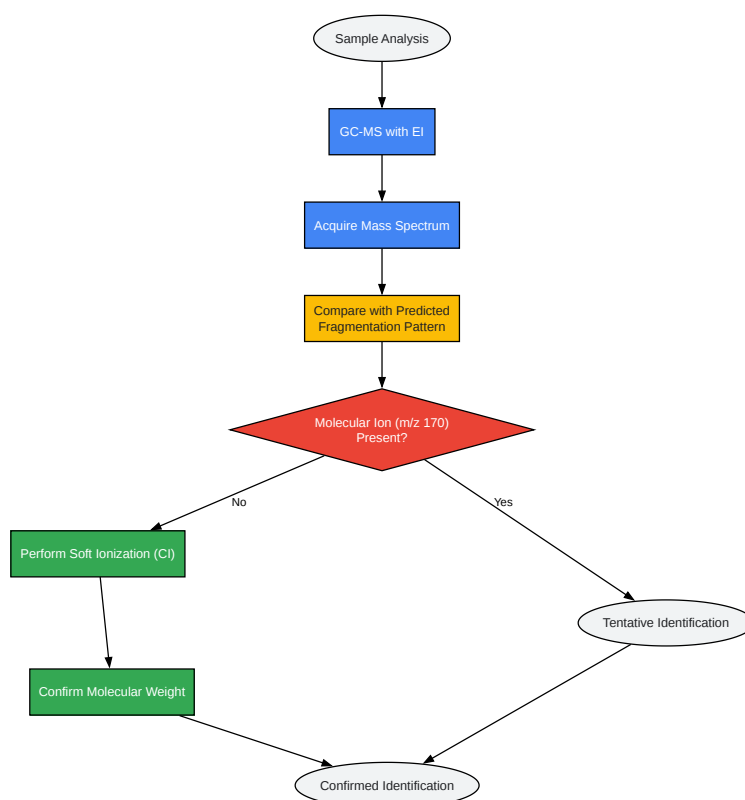 Sample Analysis
GC-MS with EI
Acquire Mass Spectrum
Compare with Predicted
Fragmentation Pattern
Molecular Ion (m/z 170)
Present?
No
Yes
Perform Soft Ionization (CI)
Tentative Identification
Confirm Molecular Weight
Confirmed Identification